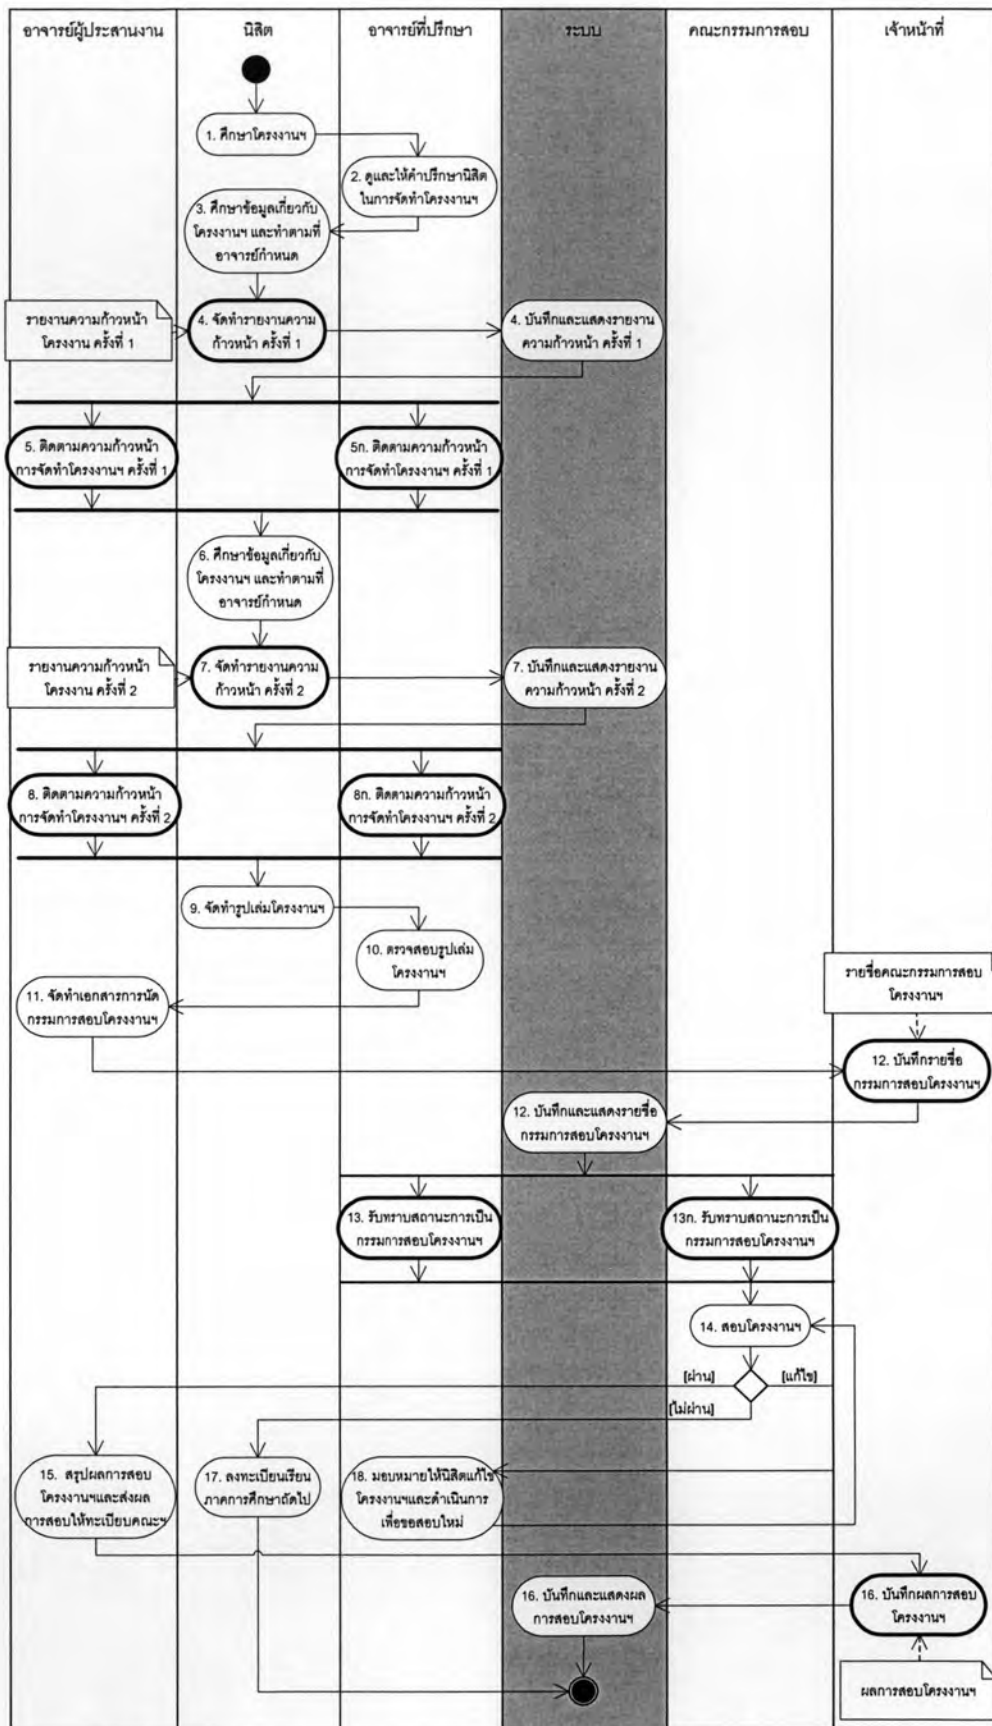 อาจารย์ผู้ประสานงาน
นิสิต
อาจารย์ที่ปรึกษา
ระบบ
คณะกรรมการสอบ
เจ้าหน้าที่
1. ศึกษาโครงงานฯ
2. ดูและให้คำปรึกษานิสิต
ในการจัดทำโครงงานฯ
3. ศึกษาข้อมูลเกี่ยวกับ
โครงงานฯ และทำตามที่
อาจารย์กำหนด
รายงานความก้าวหน้า
โครงงาน ครั้งที่ 1
4. จัดทำรายงานความ
ก้าวหน้า ครั้งที่ 1
4. บันทึกและแสดงรายงาน
ความก้าวหน้า ครั้งที่ 1
5. ติดตามความก้าวหน้า
การจัดทำโครงงานฯ ครั้งที่ 1
5ก. ติดตามความก้าวหน้า
การจัดทำโครงงานฯ ครั้งที่ 1
6. ศึกษาข้อมูลเกี่ยวกับ
โครงงานฯ และทำตามที่
อาจารย์กำหนด
รายงานความก้าวหน้า
โครงงาน ครั้งที่ 2
7. จัดทำรายงานความ
ก้าวหน้า ครั้งที่ 2
7. บันทึกและแสดงรายงาน
ความก้าวหน้า ครั้งที่ 2
8. ติดตามความก้าวหน้า
การจัดทำโครงงานฯ ครั้งที่ 2
8ก. ติดตามความก้าวหน้า
การจัดทำโครงงานฯ ครั้งที่ 2
9. จัดทำรูปเล่มโครงงานฯ
10. ตรวจสอบรูปเล่ม
โครงงานฯ
11. จัดทำเอกสารการนัด
กรรมการสอบโครงงานฯ
รายชื่อคณะกรรมการสอบ
โครงงานฯ
12. บันทึกรายชื่อ
กรรมการสอบโครงงานฯ
12. บันทึกและแสดงรายชื่อ
กรรมการสอบโครงงานฯ
13. รับทราบสถานะการเป็น
กรรมการสอบโครงงานฯ
13ก. รับทราบสถานะการเป็น
กรรมการสอบโครงงานฯ
14. สอบโครงงานฯ
[ผ่าน]
[แก้ไข]
[ไม่ผ่าน]
15. สรุปผลการสอบ
โครงงานฯและส่งผล
การสอบให้ทะเบียบคณะฯ
17. ลงทะเบียนเรียน
ภาคการศึกษาถัดไป
18. มอบหมายให้นิสิตแก้ไข
โครงงานฯและดำเนินการ
เพื่อขอสอบใหม่
16. บันทึกและแสดงผล
การสอบโครงงานฯ
16. บันทึกผลการสอบ
โครงงานฯ
ผลการสอบโครงงานฯ